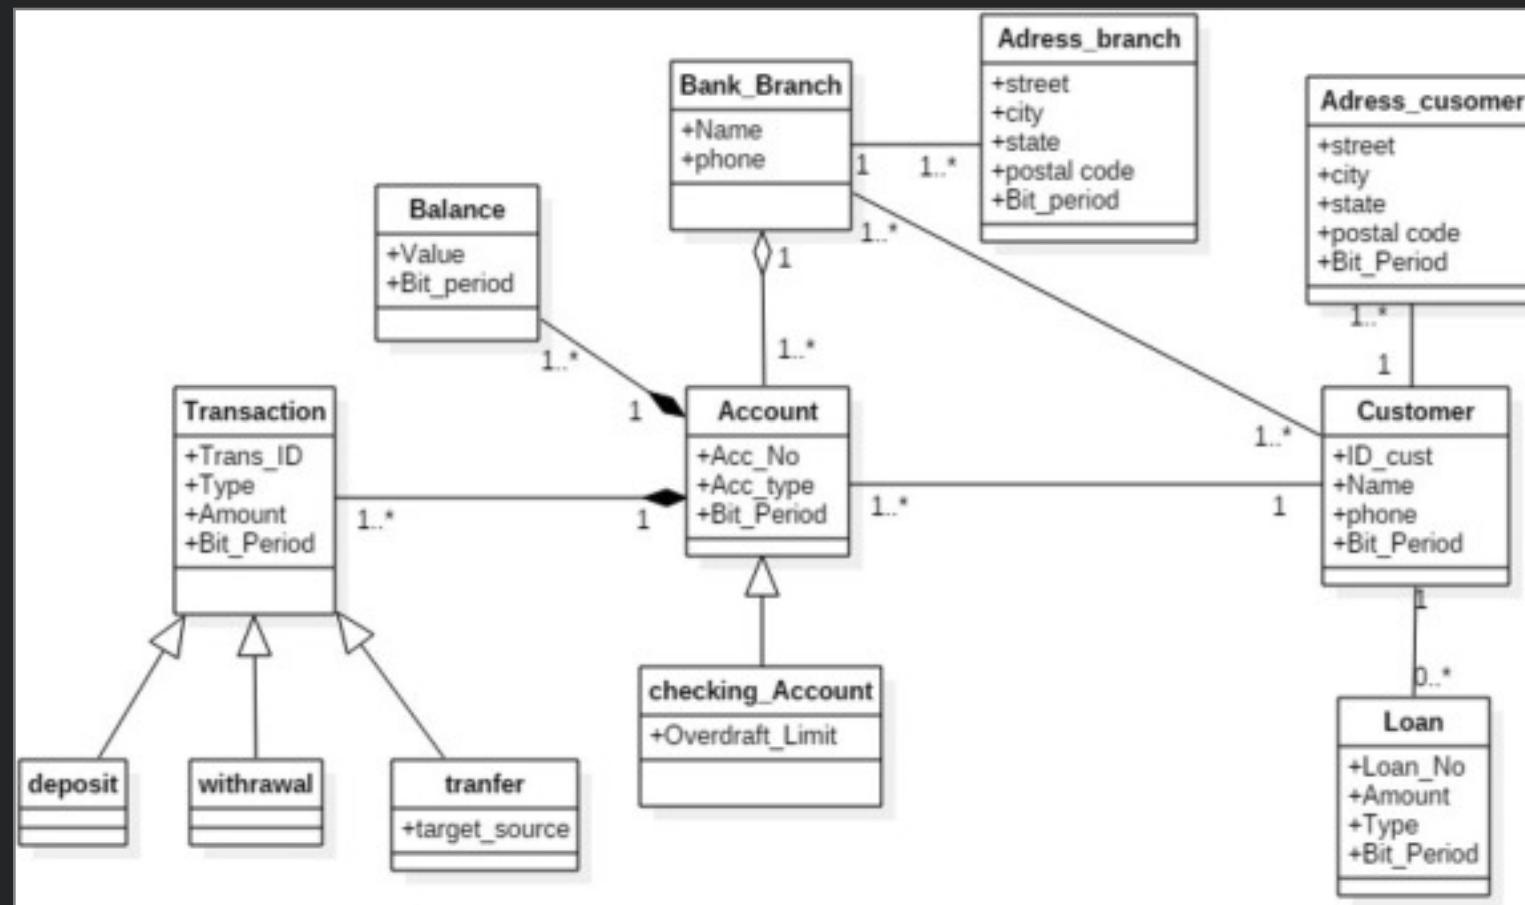 Adress_branch
+street
+city
+state
+postal code
+Bit_period
Bank_Branch
+Name
+phone
1
1..*
1..*
1
1..*
Adress_cusomer
+street
+city
+state
+postal code
+Bit_Period
1..*
1
Balance
+Value
+Bit_period
1..*
1
Transaction
+Trans_ID
+Type
+Amount
+Bit_Period
1..*
1
Account
+Acc_No
+Acc_type
+Bit_Period
1..*
1
1..*
Customer
+ID_cust
+Name
+phone
+Bit_Period
1
0..*
checking_Account
+Overdraft_Limit
Loan
+Loan_No
+Amount
+Type
+Bit_Period
deposit
withrawal
tranfer
+target_source